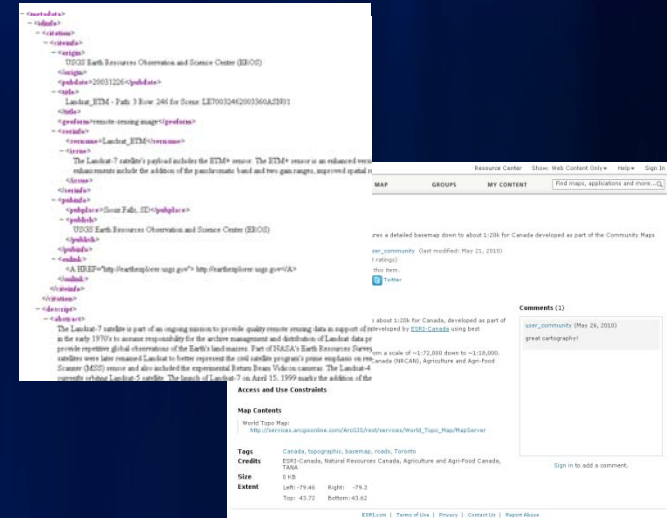 - <metadata>
- <idinfo>
- <citation>
- <citeinfo>
- <origin>
USGS Earth Resources Observation and Science Center (EROS)
</origin>
<pubdate>20031226</pubdate>
- <title>
Landsat_ETM - Path 3 Row 246 for Scene: LE70032462003360ASN01
</title>
<geoform>remote-sensing image</geoform>
- <serinfo>
<sername>Landsat_ETM</sername>
- <issue>
The Landsat-7 satellite's payload includes the ETM+ sensor. The ETM+ sensor is an enhanced vers
enhancements include the addition of the panchromatic band and two gain ranges, improved spatial r
</issue>
</serinfo>
- <pubinfo>
<pubplace>Sioux Falls, SD</pubplace>
- <publish>
USGS Earth Resources Observation and Science Center (EROS)
</publish>
</pubinfo>
- <onlink>
<A HREF="http://earthexplorer.usgs.gov"> http://earthexplorer.usgs.gov</A>
</onlink>
</citeinfo>
</citation>
- <descript>
- <abstract>
The Landsat-7 satellite is part of an ongoing mission to provide quality remote sensing data in support of
in the early 1970's to assume responsibility for the archive management and distribution of Landsat data pr
provide repetitive global observations of the Earth's land masses. Part of NASA's Earth Resources Survey
satellites were later renamed Landsat to better represent the civil satellite program's prime emphasis on
Scanner (MSS) sensor and also included the experimental Return Beam Vidicon cameras. The Landsat-4
currently orbiting Landsat-5 satellite. The launch of Landsat-7 on April 15, 1999 marks the addition of the
Resource Center Show: Web Content Only Help Sign In
MAP GROUPS MY CONTENT Find maps, applications and more...
res a detailed basemap down to about 1:20k for Canada developed as part of the Community Maps
user_community (last modified: May 21, 2010)
ratings)
this item.
Twitter
about 1:20k for Canada, developed as part of
developed by ESRI-Canada using best
om a scale of ~1:72,000 down to ~1:18,000.
Canada (NRCAN), Agriculture and Agri-Food
Comments (1)
user_community (May 26, 2010)
great cartography!
Sign in to add a comment.
Access and Use Constraints
Map Contents
World Topo Map:
http://services.arcgisonline.com/ArcGIS/rest/services/World_Topo_Map/MapServer
Tags Canada, topographic, basemap, roads, Toronto
Credits ESRI-Canada, Natural Resources Canada, Agriculture and Agri-Food Canada,
TANA
Size 0 KB
Extent Left: -79.46 Right: -79.3
Top: 43.72 Bottom: 43.62
ESRI.com | Terms of Use | Privacy | Contact Us | Report Abuse